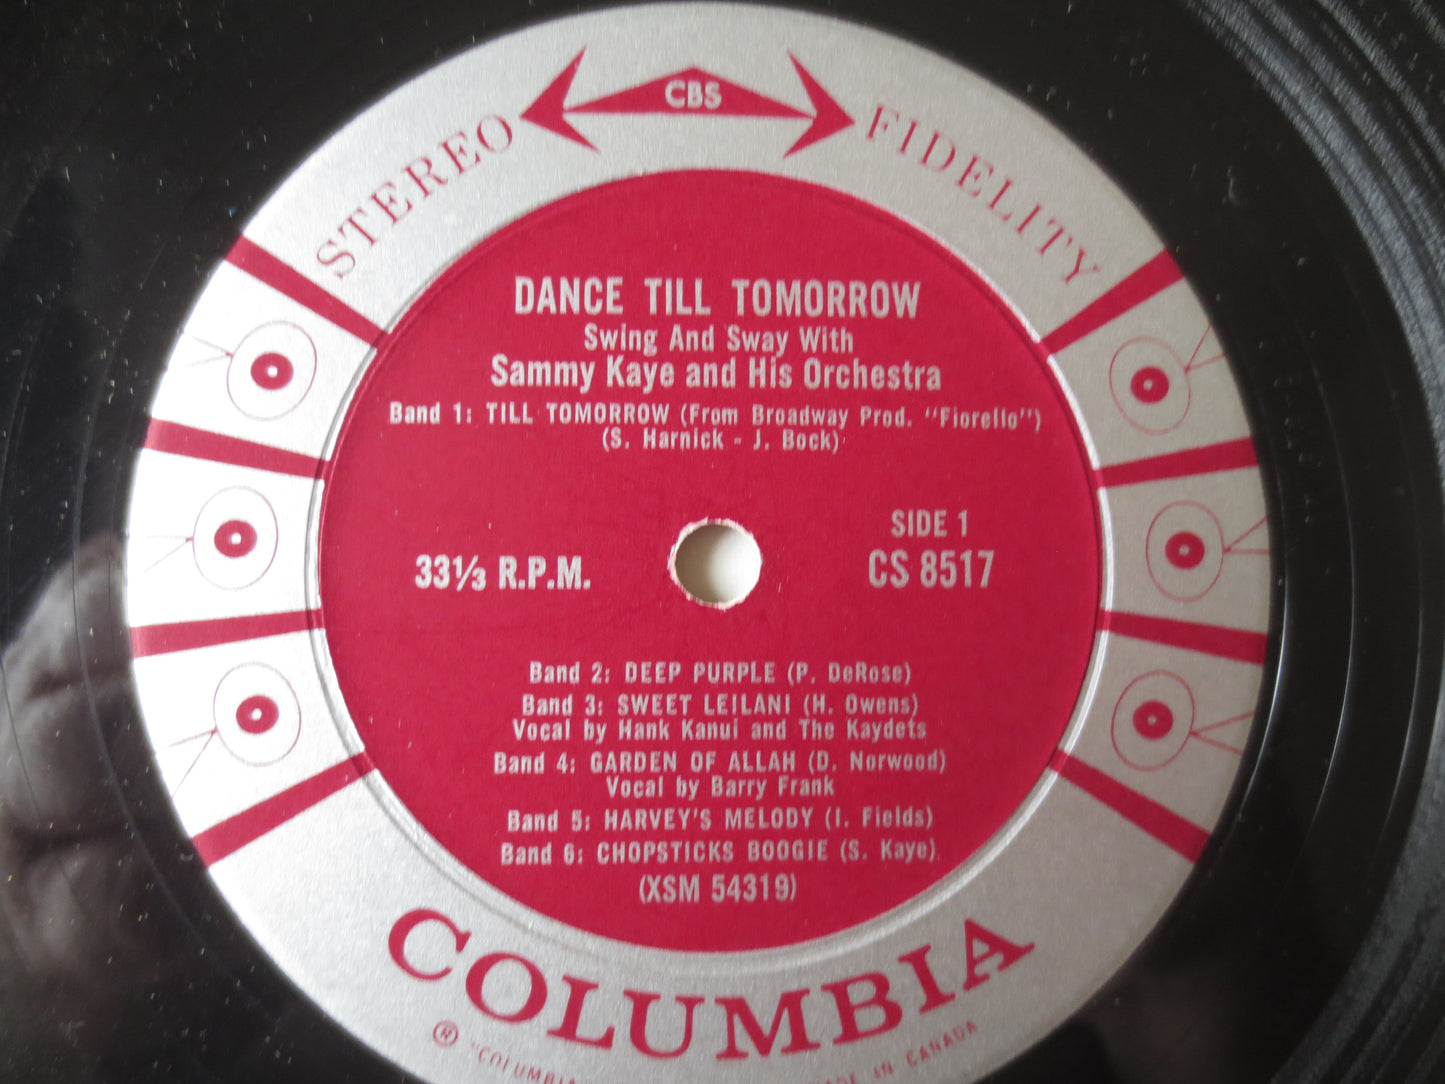 CBS
STEREO FIDELITY
DANCE TILL TOMORROW
Swing And Sway With
Sammy Kaye and His Orchestra
Band 1: TILL TOMORROW (From Broadway Prod. "Fiorello")
(S. Harnick - J. Bock)
SIDE 1
33⅓ R.P.M. CS 8517
Band 2: DEEP PURPLE (P. DeRose)
Band 3: SWEET LEILANI (H. Owens)
Vocal by Hank Kanui and The Kaydets
Band 4: GARDEN OF ALLAH (D. Norwood)
Vocal by Barry Frank
Band 5: HARVEY'S MELODY (I. Fields)
Band 6: CHOPSTICKS BOOGIE (S. Kaye)
(XSM 54319)
COLUMBIA
® "COLUMBIA IN CANADA